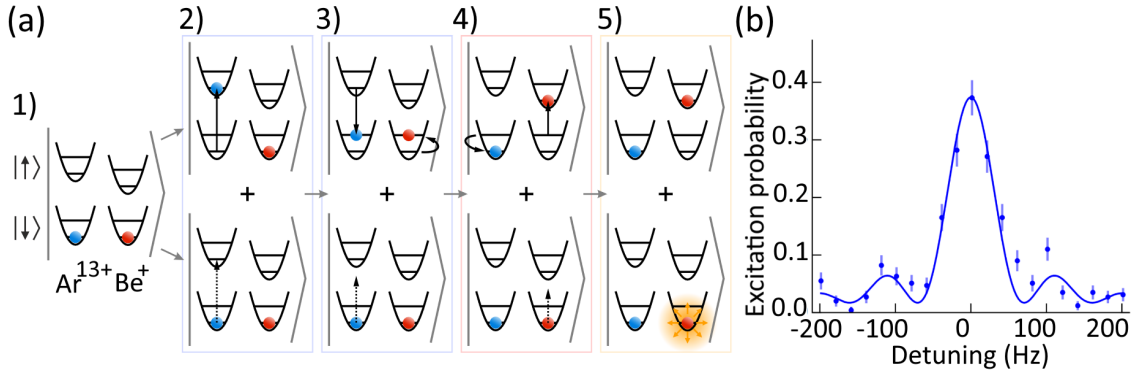 (a)
1)
2)
3)
4)
5)
|↑⟩
|↓⟩
Ar13+ Be+
+
+
+
+
(b)
Excitation probability
0.4
0.3
0.2
0.1
0.0
-200 -100 0 100 200
Detuning (Hz)